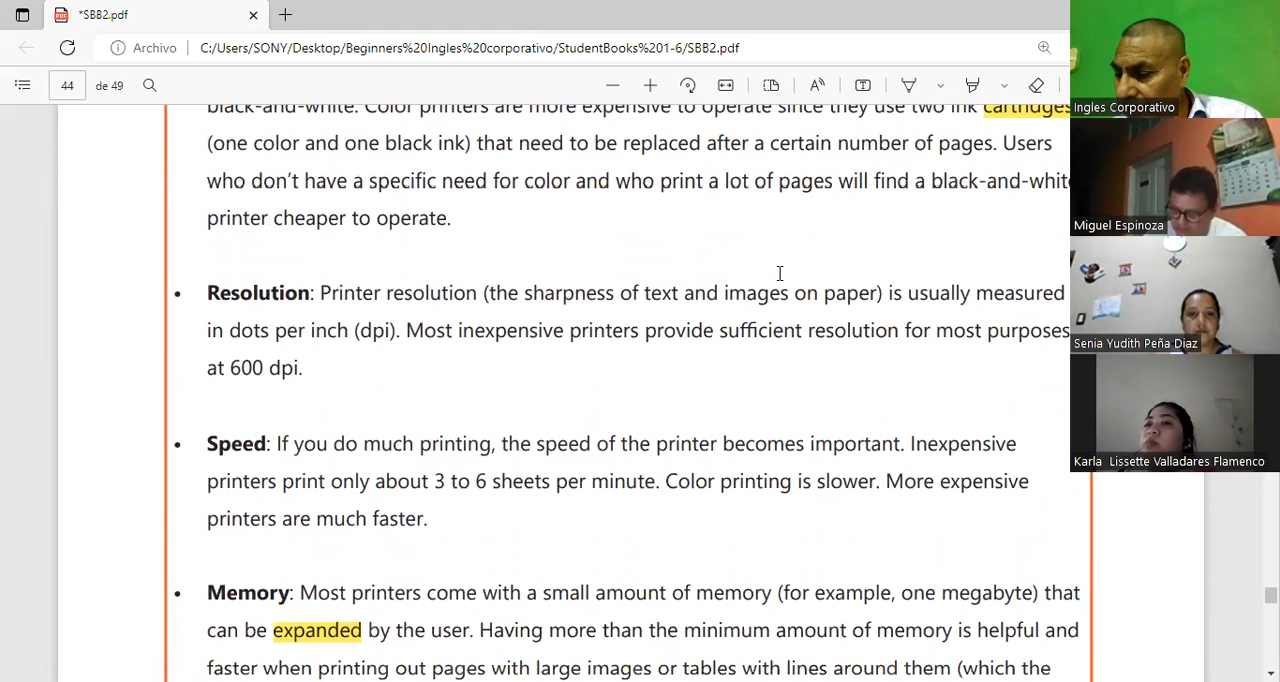 *SBB2.pdf
Archivo
C:/Users/SONY/Desktop/Beginners%20Ingles%20corporativo/StudentBooks%201-6/SBB2.pdf
44 de 49
black-and-white. Color printers are more expensive to operate since they use two ink cartridges
(one color and one black ink) that need to be replaced after a certain number of pages. Users
who don't have a specific need for color and who print a lot of pages will find a black-and-white
printer cheaper to operate.
• Resolution: Printer resolution (the sharpness of text and images on paper) is usually measured
in dots per inch (dpi). Most inexpensive printers provide sufficient resolution for most purposes
at 600 dpi.
• Speed: If you do much printing, the speed of the printer becomes important. Inexpensive
printers print only about 3 to 6 sheets per minute. Color printing is slower. More expensive
printers are much faster.
• Memory: Most printers come with a small amount of memory (for example, one megabyte) that
can be expanded by the user. Having more than the minimum amount of memory is helpful and
faster when printing out pages with large images or tables with lines around them (which the
Ingles Corporativo
Miguel Espinoza
Senia Yudith Peña Diaz
Karla Lissette Valladares Flamenco